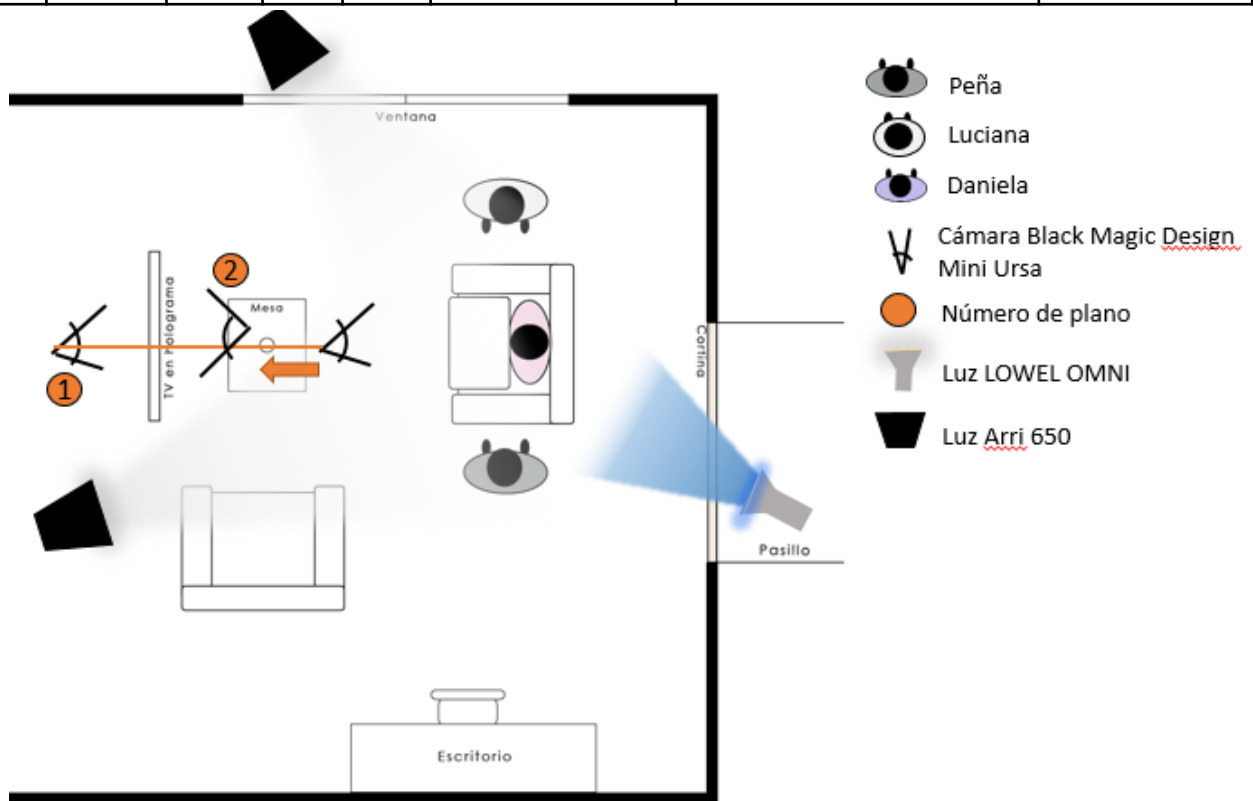 Ventana
TV en holograma
2
Mesa
1
Cortina
Pasillo
Escritorio
Peña
Luciana
Daniela
Cámara Black Magic Design
Mini Ursa
Número de plano
Luz LOWEL OMNI
Luz Arri 650